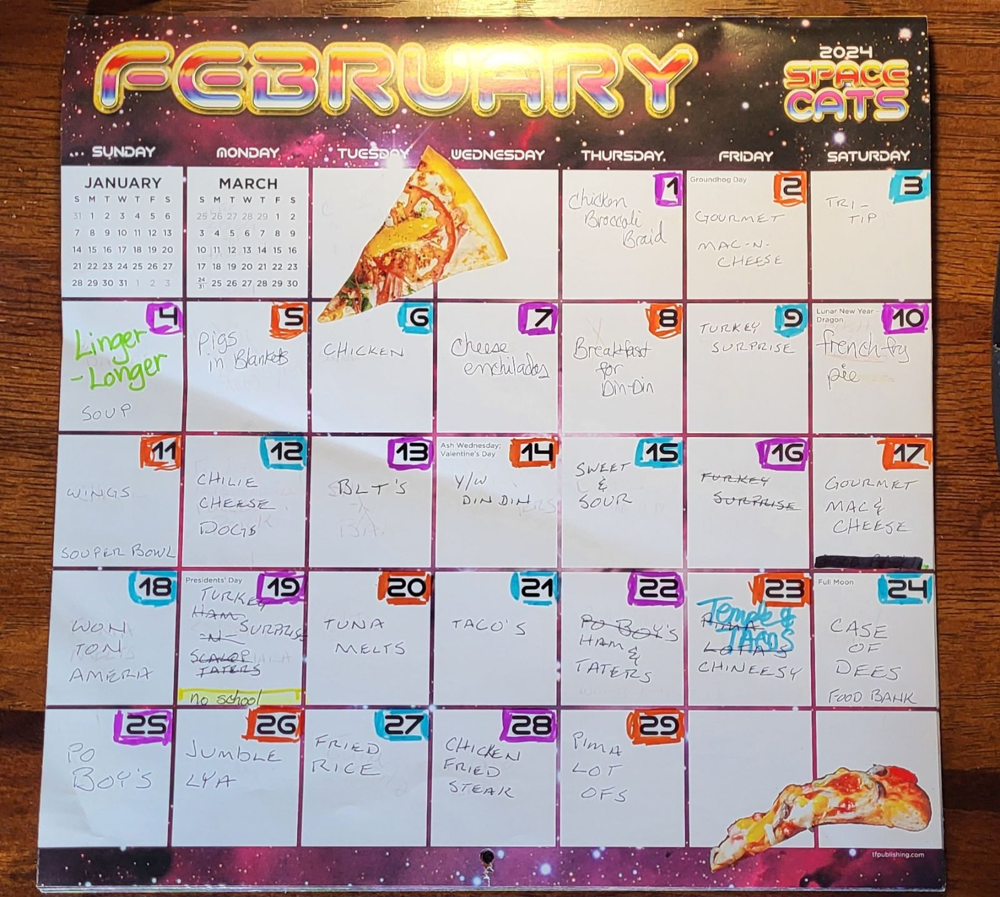 FEBRUARY
2024
SPACE
CATS
... SUNDAY MONDAY TUESDAY WEDNESDAY THURSDAY. FRIDAY SATURDAY
JANUARY
S M T W T F S
31 1 2 3 4 5 6
7 8 9 10 11 12 13
14 15 16 17 18 19 20
21 22 23 24 25 26 27
28 29 30 31 1 2 3
MARCH
S M T W T F S
25 26 27 28 29 1 2
3 4 5 6 7 8 9
10 11 12 13 14 15 16
17 18 19 20 21 22 23
24/31 25 26 27 28 29 30
1
Chicken
Broccoli
Braid
Groundhog Day
2
GOURMET
MAC-N-
CHEESE
3
TRI-
TIP
4
Linger
-Longer
SOUP
5
pigs
in Blankets
6
CHICKEN
7
Cheese
enchiladas
8
Breakfast
for
Din-Din
9
TURKEY
SURPRISE
Lunar New Year –
Dragon
10
french-fry
pie
11
WINGS
SOUPER BOWL
12
CHILIE
CHEESE
DOGS
13
BLT'S
Ash Wednesday;
Valentine's Day
14
Y/W
DIN DIN
15
SWEET
&
SOUR
16
TURKEY
SURPRISE
17
GOURMET
MAC &
CHEESE
18
WON
TON
AMERIA
Presidents' Day
19
TURKEY
HAM
SURPRISE
-N-
SCALOP
TATERS
no school
20
TUNA
MELTS
21
TACO'S
22
PO BOY'S
HAM
&
TATERS
23
Temple &
TACOS
PIMA
LOTA'S
CHINEESY
Full Moon
24
CASE
OF
DEES
FOOD BANK
25
PO
BOY'S
26
JUMBLE
LYA
27
FRIED
RICE
28
CHICKEN
FRIED
STEAK
29
PIMA
LOT
OFS
tfpublishing.com